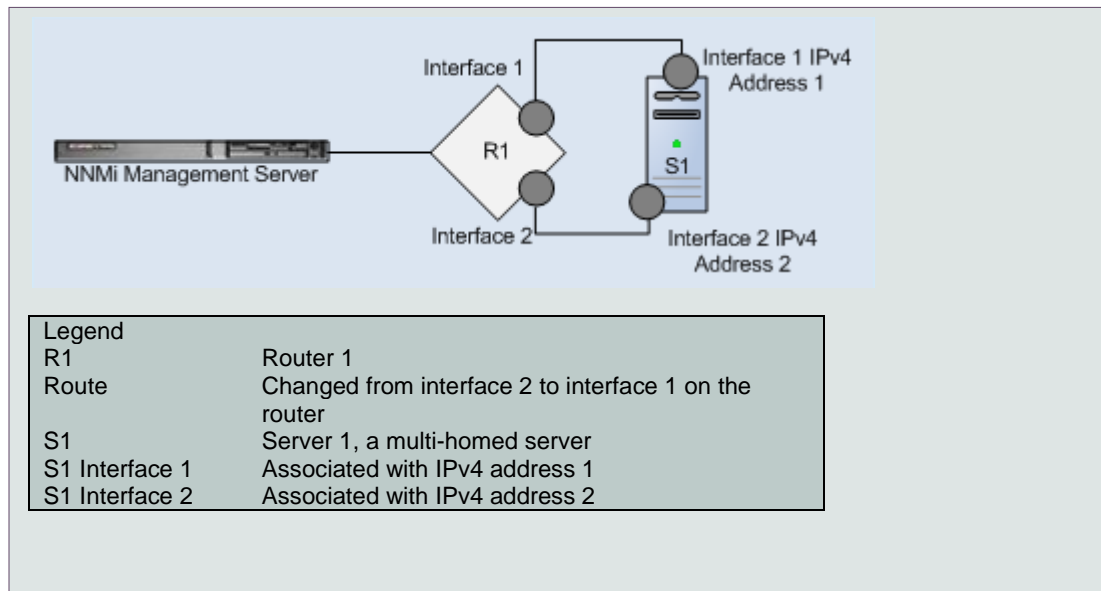 Interface 1
Interface 1 IPv4
Address 1
R1
S1
NNMi Management Server
Interface 2
Interface 2 IPv4
Address 2
Legend
R1 Router 1
Route Changed from interface 2 to interface 1 on the
router
S1 Server 1, a multi-homed server
S1 Interface 1 Associated with IPv4 address 1
S1 Interface 2 Associated with IPv4 address 2